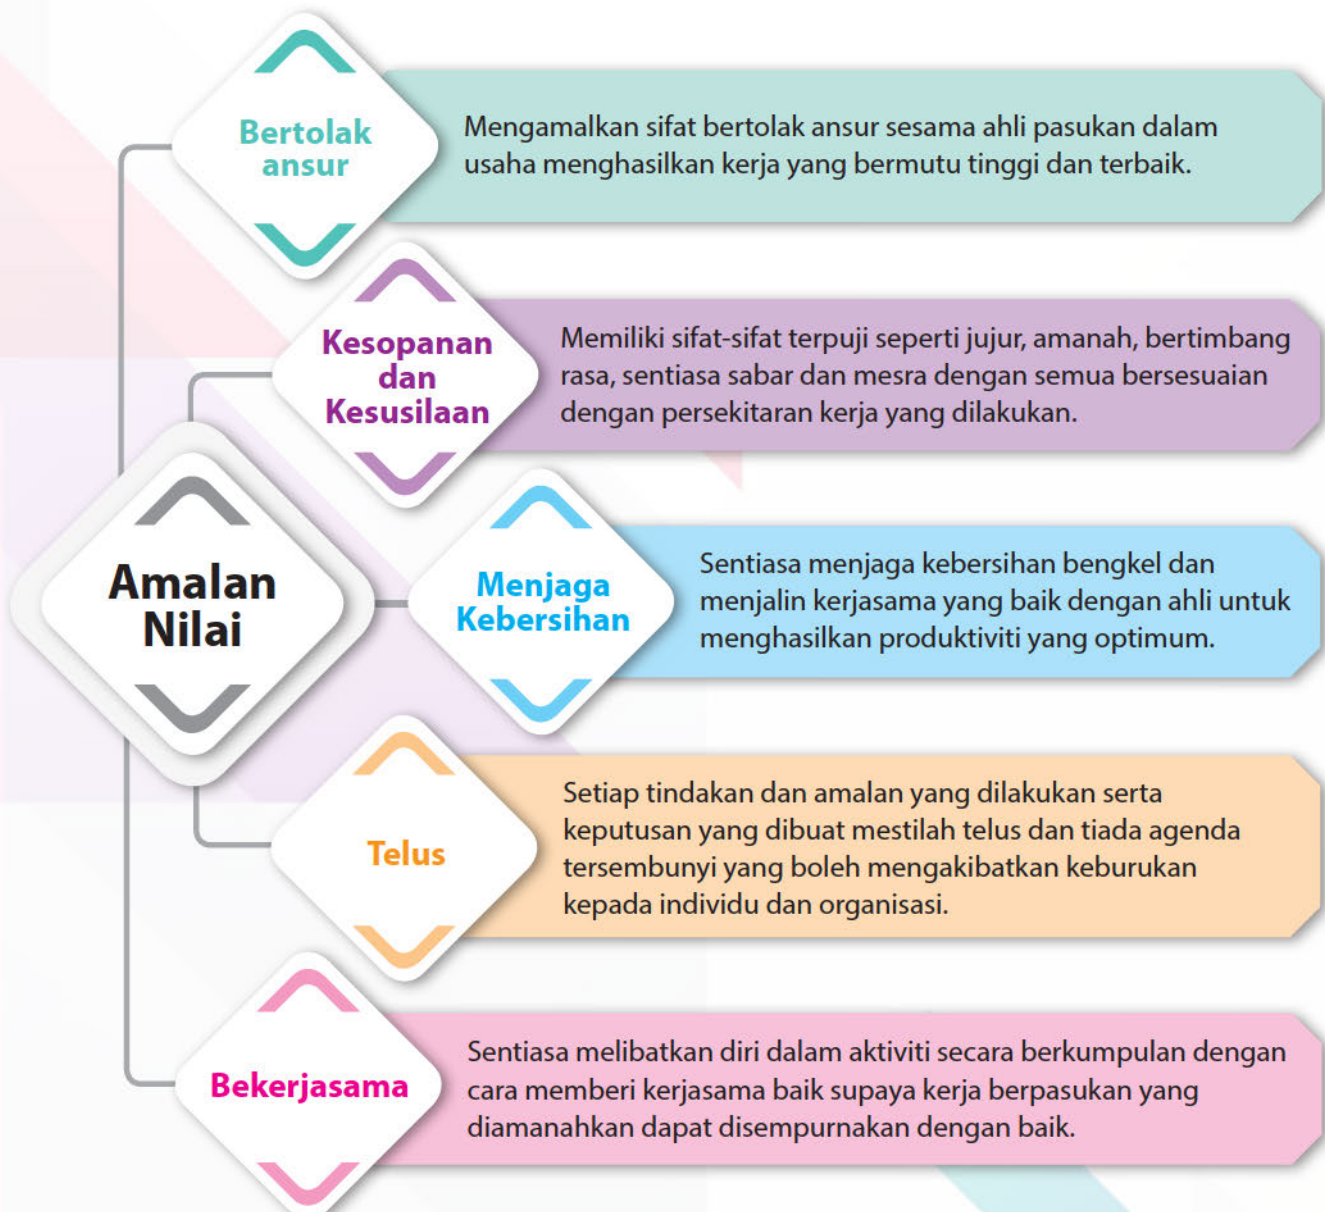 Bertolak
ansur
Mengamalkan sifat bertolak ansur sesama ahli pasukan dalam
usaha menghasilkan kerja yang bermutu tinggi dan terbaik.
Kesopanan
dan
Kesusilaan
Memiliki sifat-sifat terpuji seperti jujur, amanah, bertimbang
rasa, sentiasa sabar dan mesra dengan semua bersesuaian
dengan persekitaran kerja yang dilakukan.
Amalan
Nilai
Menjaga
Kebersihan
Sentiasa menjaga kebersihan bengkel dan
menjalin kerjasama yang baik dengan ahli untuk
menghasilkan produktiviti yang optimum.
Telus
Setiap tindakan dan amalan yang dilakukan serta
keputusan yang dibuat mestilah telus dan tiada agenda
tersembunyi yang boleh mengakibatkan keburukan
kepada individu dan organisasi.
Bekerjasama
Sentiasa melibatkan diri dalam aktiviti secara berkumpulan dengan
cara memberi kerjasama baik supaya kerja berpasukan yang
diamanahkan dapat disempurnakan dengan baik.